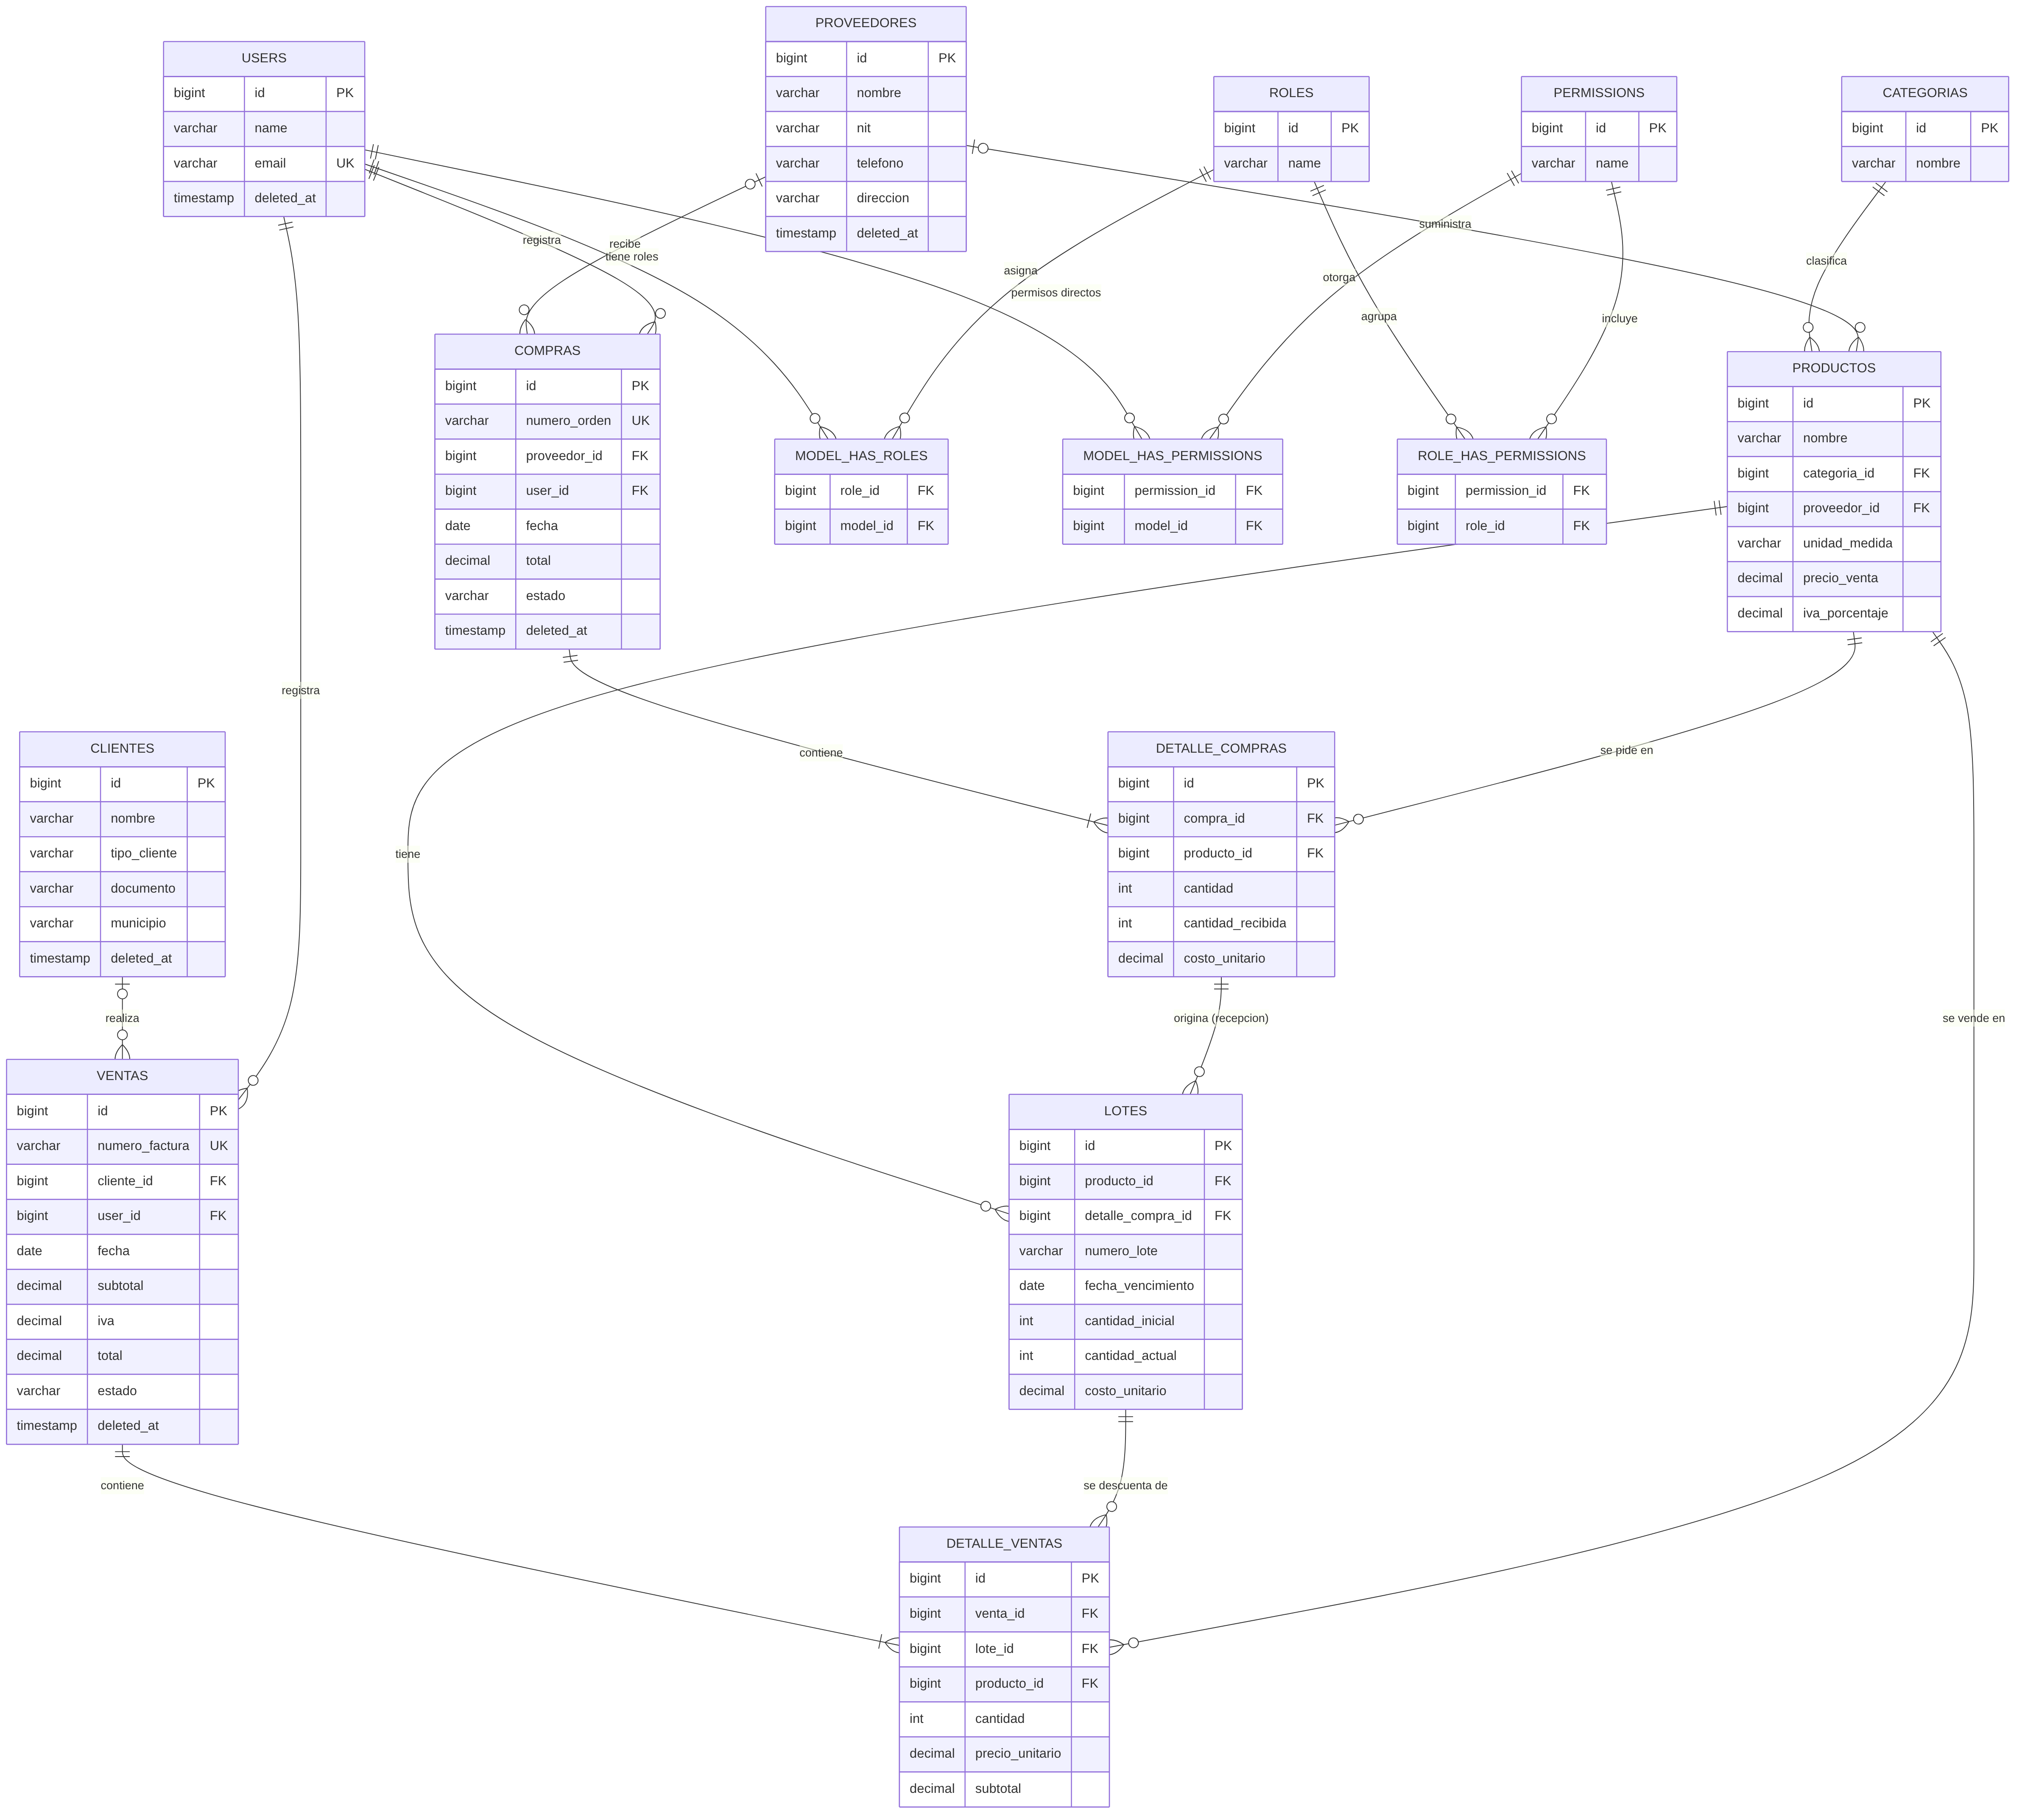 PROVEEDORES
bigint id PK
varchar nombre
varchar nit
varchar telefono
varchar direccion
timestamp deleted_at
USERS
bigint id PK
varchar name
varchar email UK
timestamp deleted_at
ROLES
bigint id PK
varchar name
PERMISSIONS
bigint id PK
varchar name
CATEGORIAS
bigint id PK
varchar nombre
registra
recibe
tiene roles
asigna
permisos directos
suministra
otorga
agrupa
incluye
clasifica
COMPRAS
bigint id PK
varchar numero_orden UK
bigint proveedor_id FK
bigint user_id FK
date fecha
decimal total
varchar estado
timestamp deleted_at
MODEL_HAS_ROLES
bigint role_id FK
bigint model_id FK
MODEL_HAS_PERMISSIONS
bigint permission_id FK
bigint model_id FK
ROLE_HAS_PERMISSIONS
bigint permission_id FK
bigint role_id FK
PRODUCTOS
bigint id PK
varchar nombre
bigint categoria_id FK
bigint proveedor_id FK
varchar unidad_medida
decimal precio_venta
decimal iva_porcentaje
registra
contiene
se pide en
tiene
CLIENTES
bigint id PK
varchar nombre
varchar tipo_cliente
varchar documento
varchar municipio
timestamp deleted_at
DETALLE_COMPRAS
bigint id PK
bigint compra_id FK
bigint producto_id FK
int cantidad
int cantidad_recibida
decimal costo_unitario
realiza
origina (recepcion)
se vende en
VENTAS
bigint id PK
varchar numero_factura UK
bigint cliente_id FK
bigint user_id FK
date fecha
decimal subtotal
decimal iva
decimal total
varchar estado
timestamp deleted_at
LOTES
bigint id PK
bigint producto_id FK
bigint detalle_compra_id FK
varchar numero_lote
date fecha_vencimiento
int cantidad_inicial
int cantidad_actual
decimal costo_unitario
contiene
se descuenta de
DETALLE_VENTAS
bigint id PK
bigint venta_id FK
bigint lote_id FK
bigint producto_id FK
int cantidad
decimal precio_unitario
decimal subtotal